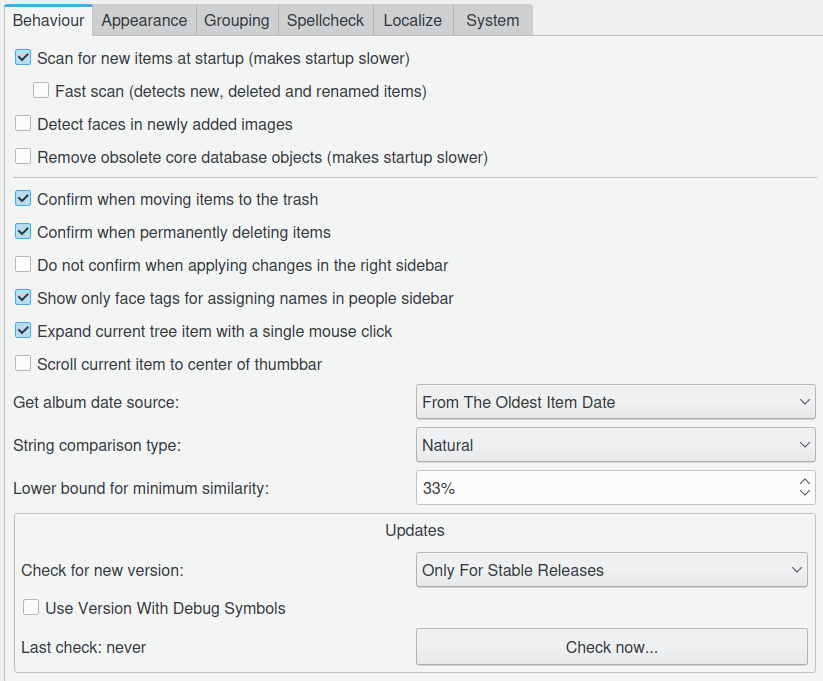 Behaviour Appearance Grouping Spellcheck Localize System
Scan for new items at startup (makes startup slower)
Fast scan (detects new, deleted and renamed items)
Detect faces in newly added images
Remove obsolete core database objects (makes startup slower)
Confirm when moving items to the trash
Confirm when permanently deleting items
Do not confirm when applying changes in the right sidebar
Show only face tags for assigning names in people sidebar
Expand current tree item with a single mouse click
Scroll current item to center of thumbbar
Get album date source: From The Oldest Item Date
String comparison type: Natural
Lower bound for minimum similarity: 33%
Updates
Check for new version: Only For Stable Releases
Use Version With Debug Symbols
Last check: never Check now...